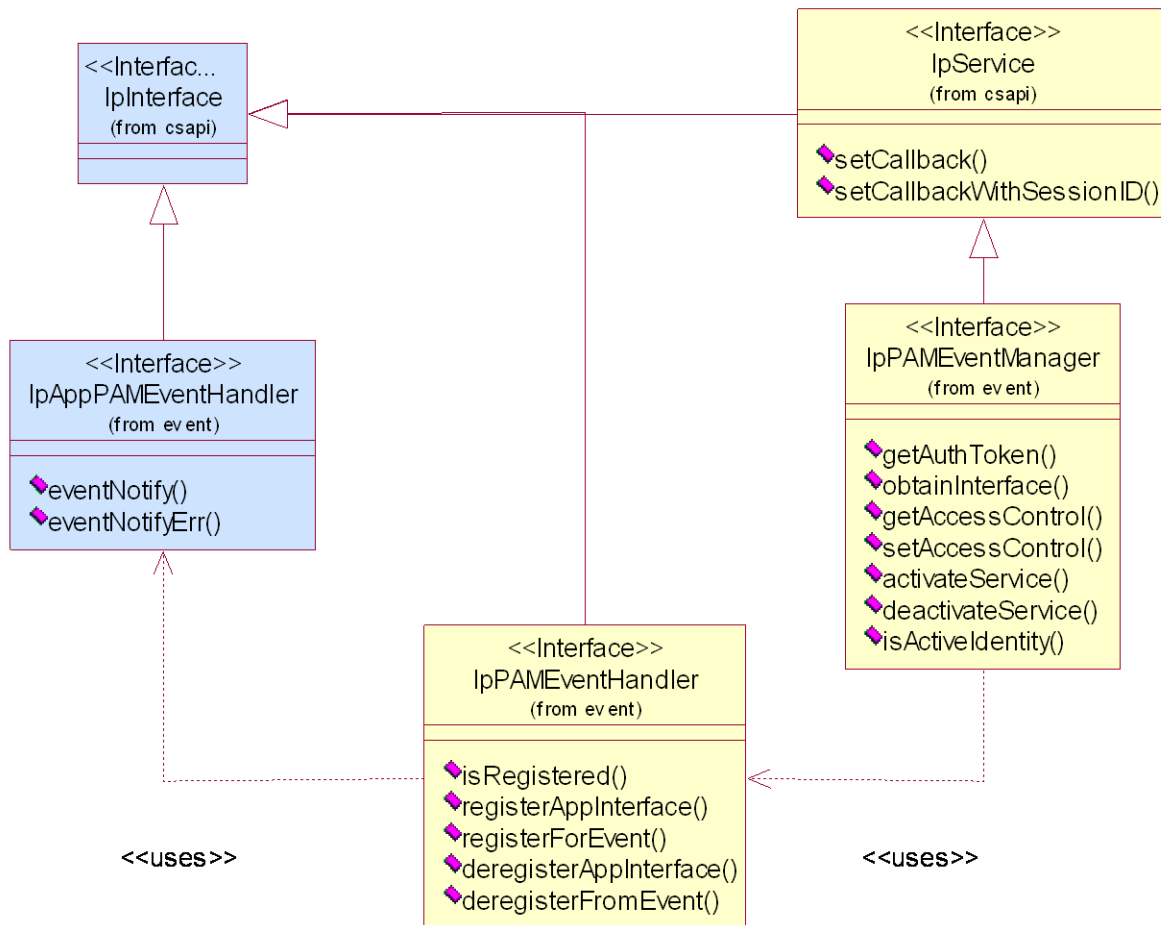 <<Interfac...
IpInterface
(from csapi)
<<Interface>>
IpService
(from csapi)
setCallback()
setCallbackWithSessionID()
<<Interface>>
IpAppPAMEventHandler
(from event)
eventNotify()
eventNotifyErr()
<<Interface>>
IpPAMEventManager
(from event)
getAuthToken()
obtainInterface()
getAccessControl()
setAccessControl()
activateService()
deactivateService()
isActiveIdentity()
<<Interface>>
IpPAMEventHandler
(from event)
isRegistered()
registerAppInterface()
registerForEvent()
deregisterAppInterface()
deregisterFromEvent()
<<uses>>
<<uses>>